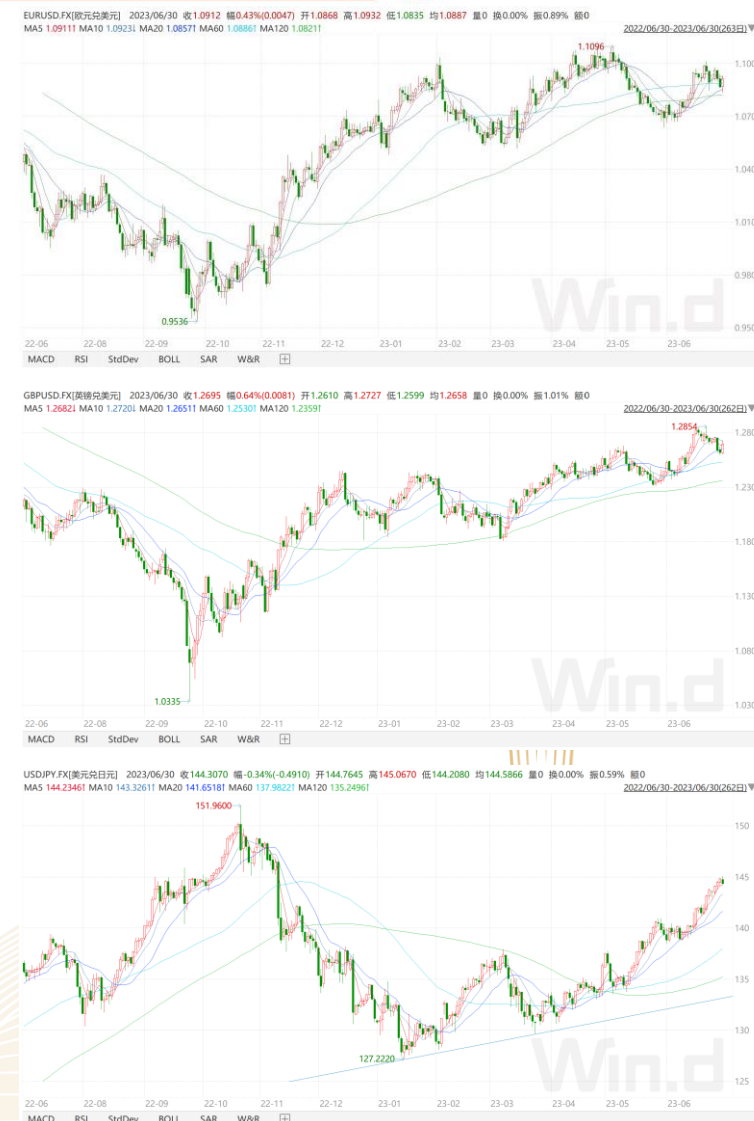 EURUSD.FX[欧元兑美元] 2023/06/30 收1.0912 幅0.43%(0.0047) 开1.0868 高1.0932 低1.0835 均1.0887 量0 换0.00% 振0.89% 额0
MA5 1.0911↑ MA10 1.0923↓ MA20 1.0857↑ MA60 1.0886↑ MA120 1.0821↑ 2022/06/30-2023/06/30(263日)▼
1.1096
1.100
1.070
1.040
1.010
0.980
0.9536
0.950
Win.d
22-06 22-08 22-09 22-10 22-11 22-12 23-01 23-02 23-03 23-04 23-05 23-06
MACD RSI StdDev BOLL SAR W&R
GBPUSD.FX[英镑兑美元] 2023/06/30 收1.2695 幅0.64%(0.0081) 开1.2610 高1.2727 低1.2599 均1.2658 量0 换0.00% 振1.01% 额0
MA5 1.2682↓ MA10 1.2720↓ MA20 1.2651↑ MA60 1.2530↑ MA120 1.2359↑ 2022/06/30-2023/06/30(262日)▼
1.2854
1.280
1.230
1.180
1.130
1.080
1.0335
1.030
Win.d
22-06 22-08 22-09 22-10 22-11 22-12 23-01 23-02 23-03 23-04 23-05 23-06
MACD RSI StdDev BOLL SAR W&R
USDJPY.FX[美元兑日元] 2023/06/30 收144.3070 幅-0.34%(-0.4910) 开144.7645 高145.0670 低144.2080 均144.5866 量0 换0.00% 振0.59% 额0
MA5 144.2346↑ MA10 143.3261↑ MA20 141.6518↑ MA60 137.9822↑ MA120 135.2496↑ 2022/06/30-2023/06/30(262日)▼
151.9600
150
145
140
135
130
127.2220
125
Win.d
22-06 22-08 22-09 22-10 22-11 22-12 23-01 23-02 23-03 23-04 23-05 23-06
MACD RSI StdDev BOLL SAR W&R